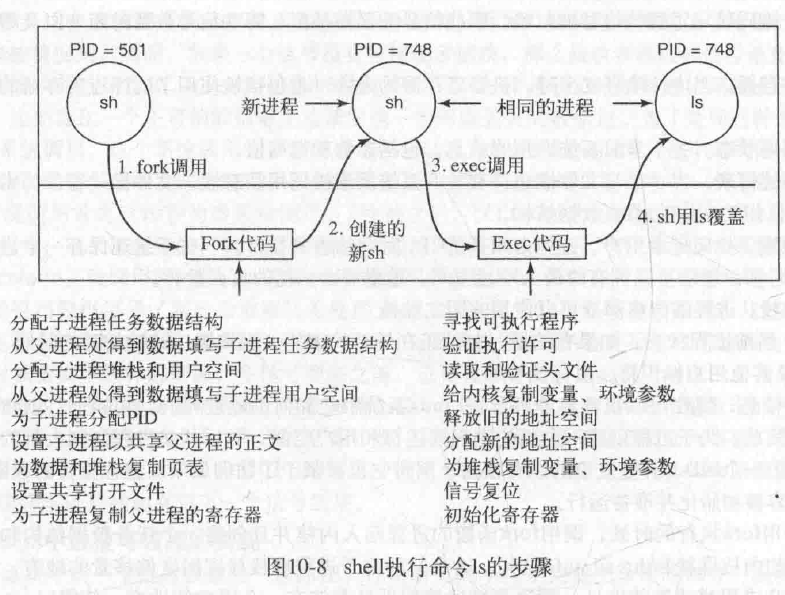 PID = 501
PID = 748
PID = 748
sh
新进程
sh
相同的进程
ls
1. fork调用
3. exec调用
Fork代码
2. 创建的
新sh
Exec代码
4. sh用ls覆盖
分配子进程任务数据结构
从父进程处得到数据填写子进程任务数据结构
分配子进程堆栈和用户空间
从父进程处得到数据填写子进程用户空间
为子进程分配PID
设置子进程以共享父进程的正文
为数据和堆栈复制页表
设置共享打开文件
为子进程复制父进程的寄存器
寻找可执行程序
验证执行许可
读取和验证头文件
给内核复制变量、环境参数
释放旧的地址空间
分配新的地址空间
为堆栈复制变量、环境参数
信号复位
初始化寄存器
图10-8 shell执行命令ls的步骤